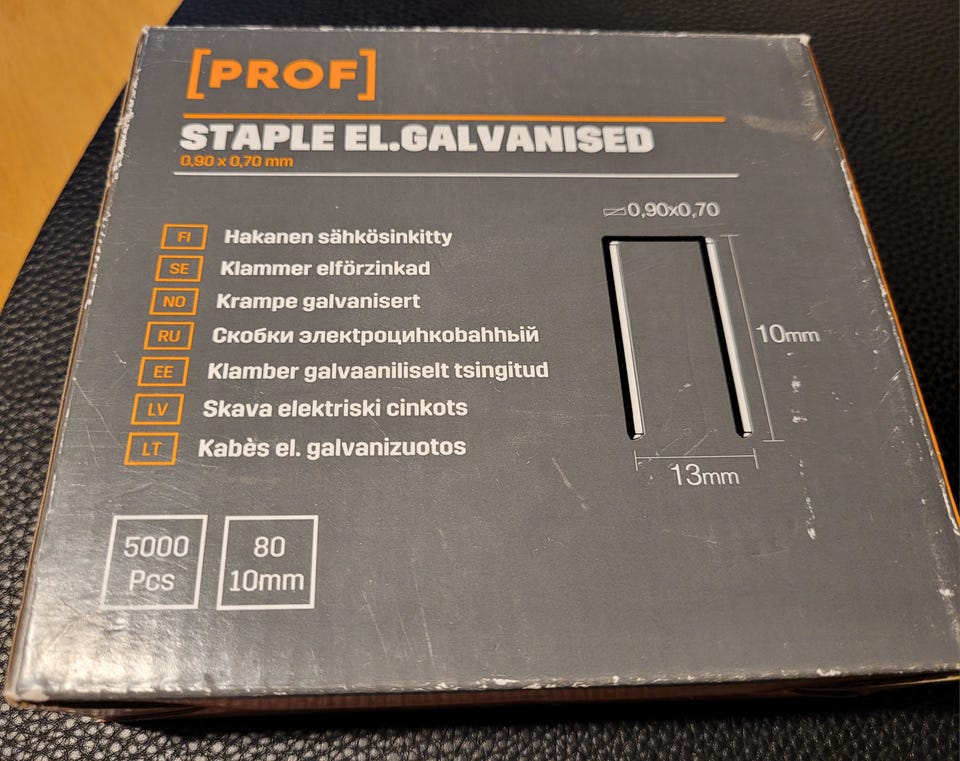 [PROF]
STAPLE EL.GALVANISED
0,90 x 0,70 mm
FI Hakanen sähkösinkitty
SE Klammer elförzinkad
NO Krampe galvanisert
RU Скобки элекtроцинкоbанный
EE Klamber galvaaniliselt tsingitud
LV Skava elektriski cinkots
LT Kabès el. galvanizuotos
0,90x0,70
10mm
13mm
5000
Pcs
80
10mm